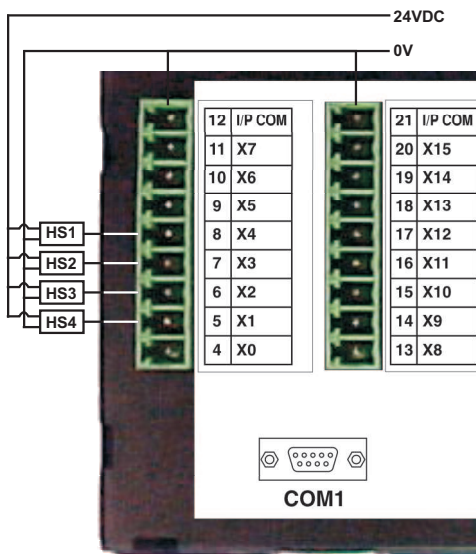 24VDC
0V
12 I/P COM
11 X7
10 X6
9 X5
8 X4
7 X3
6 X2
5 X1
4 X0
21 I/P COM
20 X15
19 X14
18 X13
17 X12
16 X11
15 X10
14 X9
13 X8
HS1
HS2
HS3
HS4
COM1